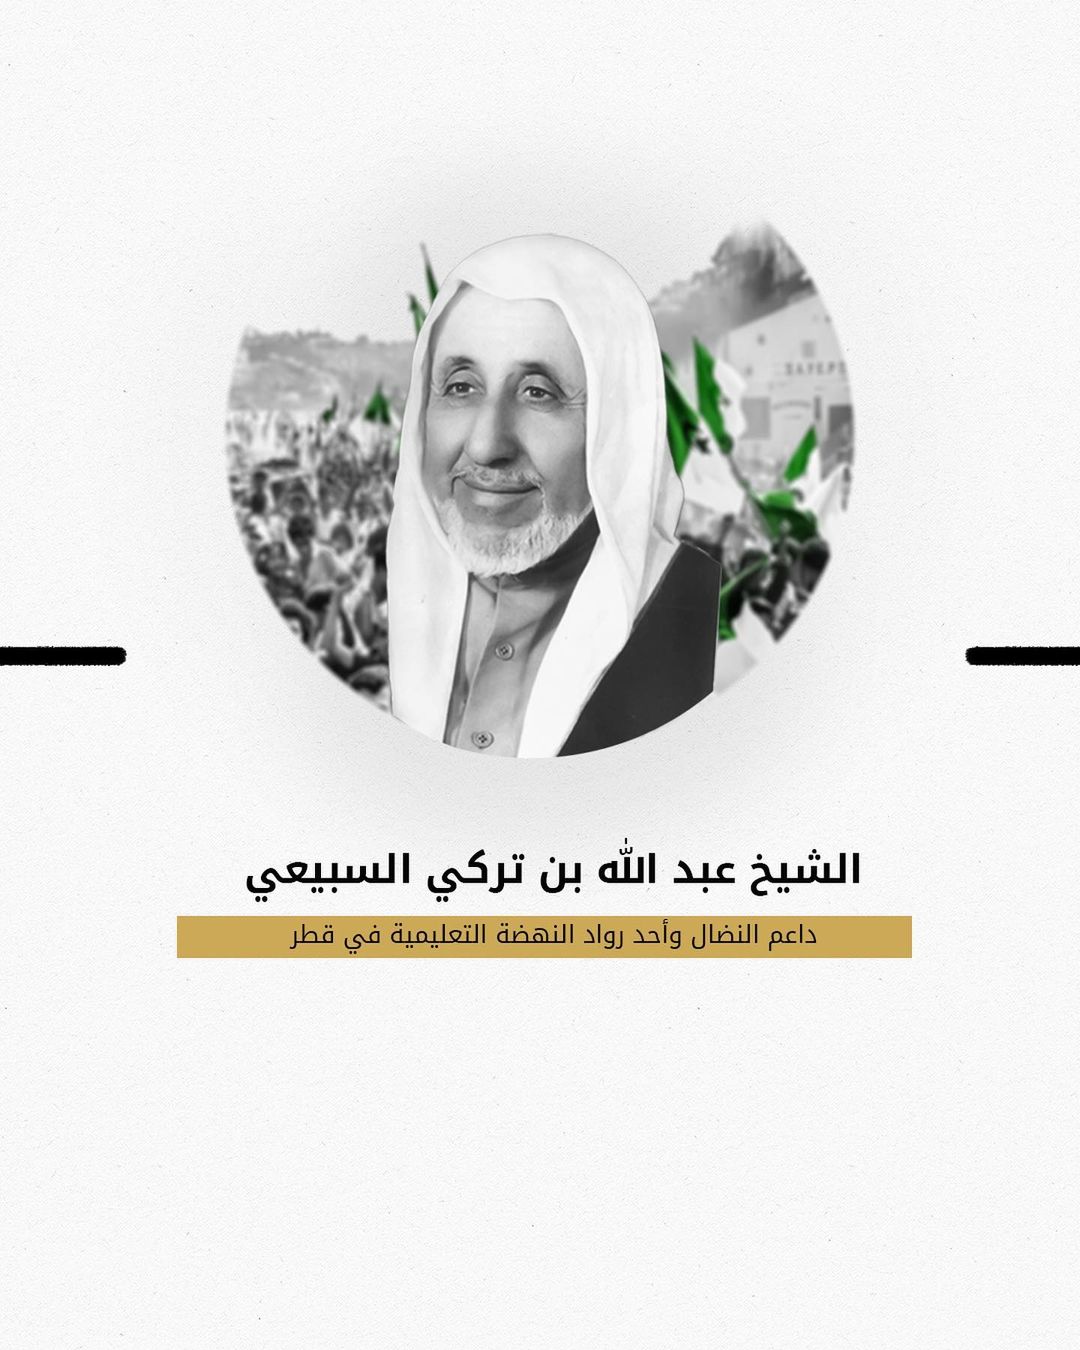 الشيخ عبد الله بن تركي السبيعي
داعم النضال وأحد رواد النهضة التعليمية في قطر